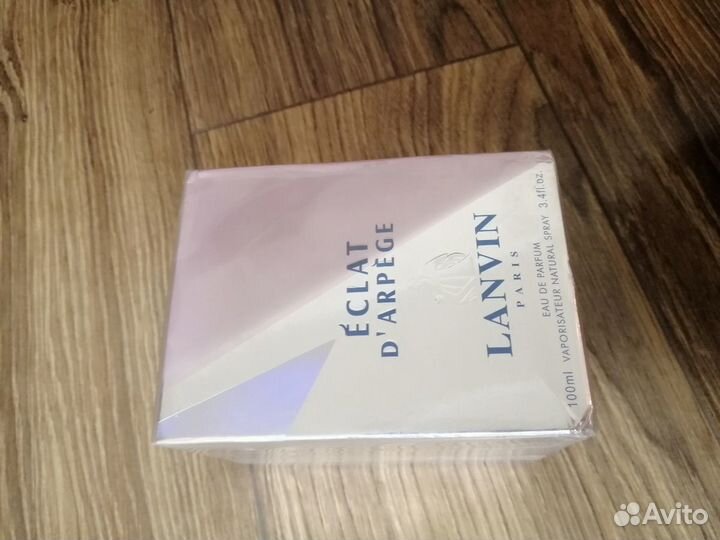 ÉCLAT
D'ARPÈGE
LANVIN
PARIS
EAU DE PARFUM
100ml VAPORISATEUR NATURAL SPRAY 3.4fl.oz.
Avito